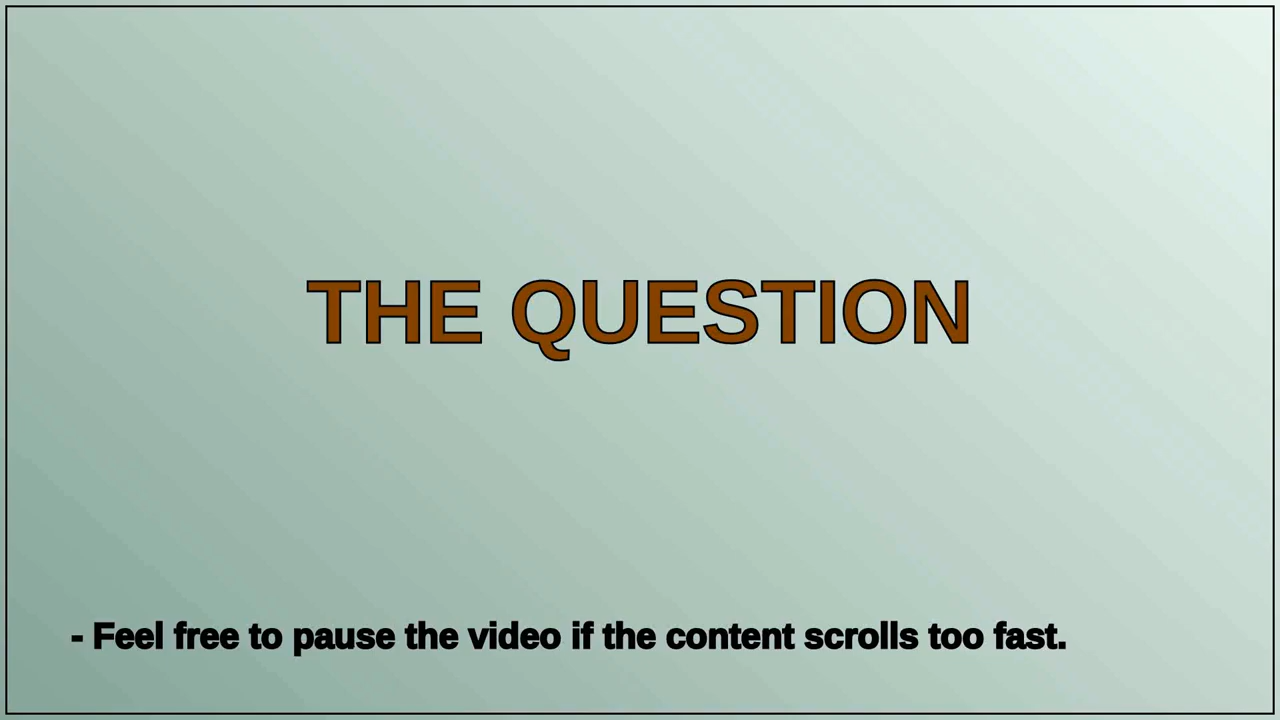 THE QUESTION
- Feel free to pause the video if the content scrolls too fast.